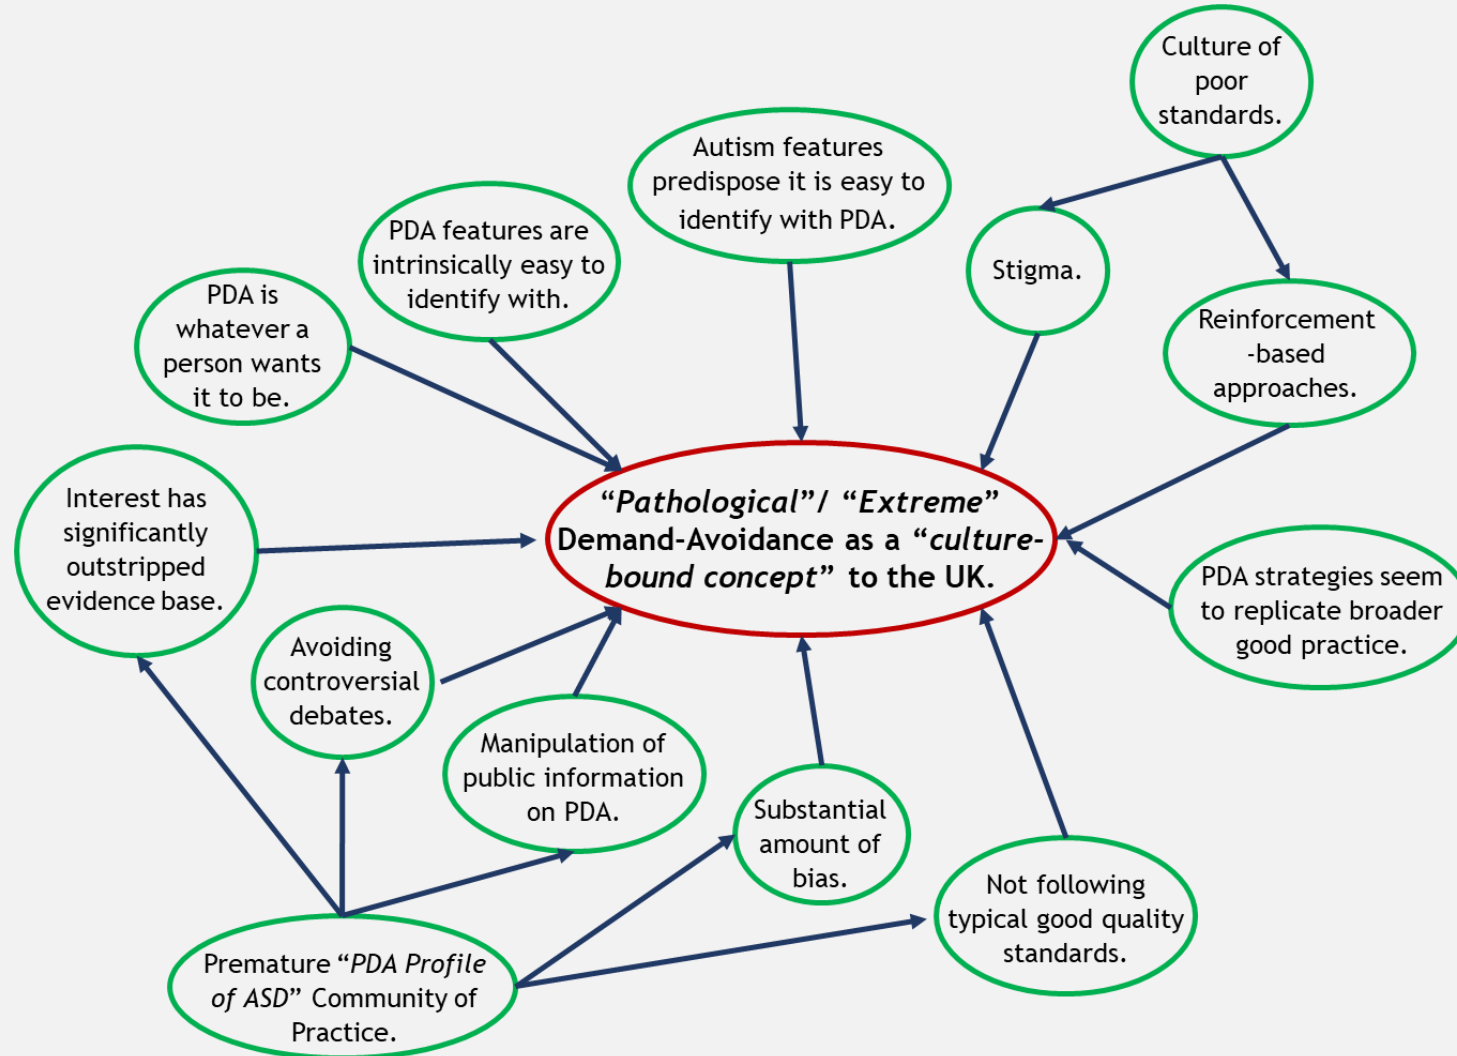 Culture of
poor
standards.
Autism features
predispose it is easy to
identify with PDA.
PDA features are
intrinsically easy to
identify with.
Stigma.
PDA is
whatever a
person wants
it to be.
Reinforcement
-based
approaches.
Interest has
significantly
outstripped
evidence base.
“Pathological”/ “Extreme”
Demand-Avoidance as a “culture-
bound concept” to the UK.
PDA strategies seem
to replicate broader
good practice.
Avoiding
controversial
debates.
Manipulation of
public information
on PDA.
Substantial
amount of
bias.
Not following
typical good quality
standards.
Premature “PDA Profile
of ASD” Community of
Practice.